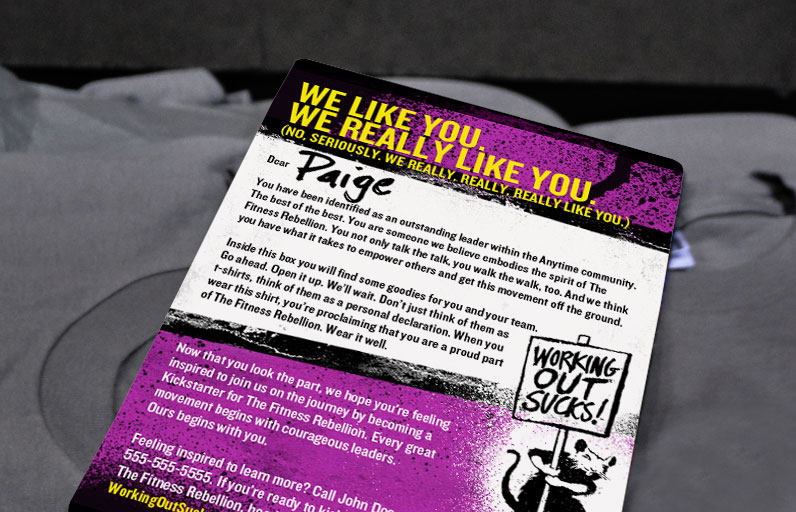 WE LIKE YOU.
WE REALLY LIKE YOU.
(NO, SERIOUSLY. WE REALLY, REALLY, REALLY LIKE YOU.)
Dear Paige
You have been identified as an outstanding leader within the Anytime community.
The best of the best. You are someone we believe embodies the spirit of The
Fitness Rebellion. You not only talk the talk, you walk the walk, too. And we think
you have what it takes to empower others and get this movement off the ground.
Inside this box you will find some goodies for you and your team.
Go ahead. Open it up. We'll wait. Don't just think of them as
t-shirts, think of them as a personal declaration. When you
wear this shirt, you're proclaiming that you are a proud part
of The Fitness Rebellion. Wear it well.
WORKING
OUT
SUCKS!
Now that you look the part, we hope you're feeling
inspired to join us on the journey by becoming a
Kickstarter for The Fitness Rebellion. Every great
movement begins with courageous leaders.
Ours begins with you.
Feeling inspired to learn more? Call John Doe
555-555-5555. If you're ready to
The Fitness Rebellion,